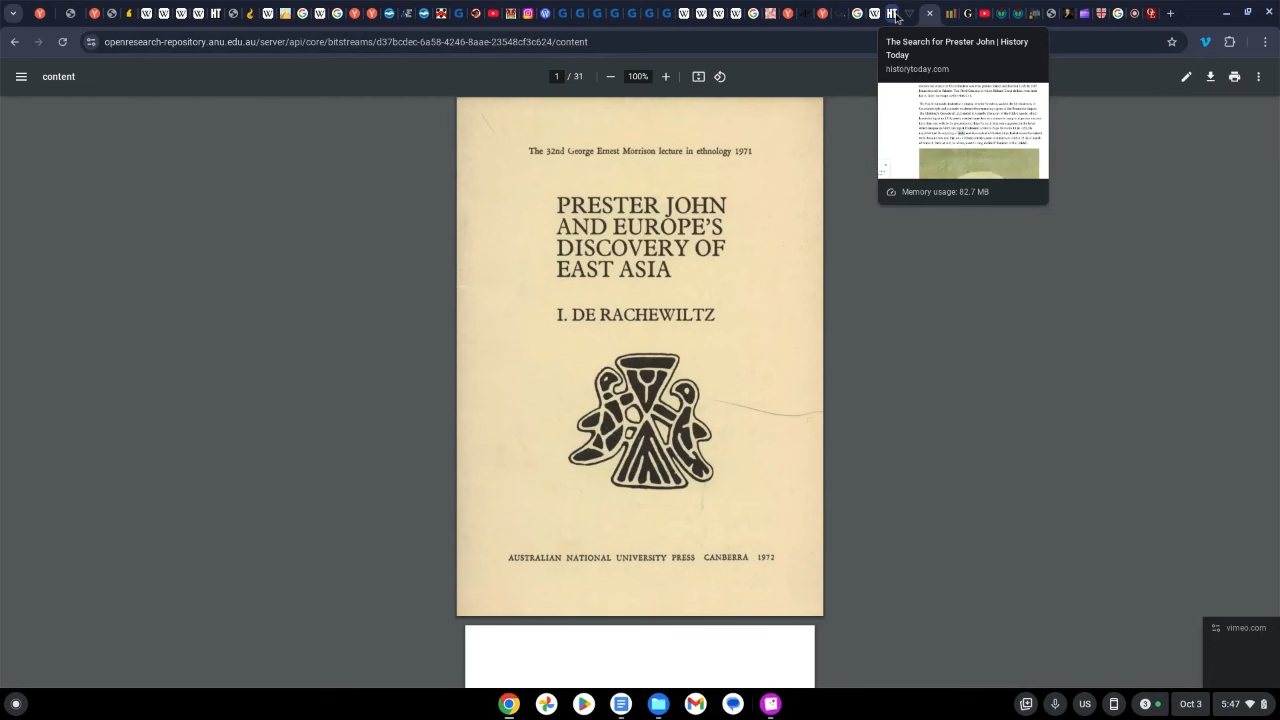 openresearch-repository.anu.edu.au/server/api/core/bitstreams/d37bcdec-6a58-4246-8aae-23548cf3c624/content
The Search for Prester John | History
Today
historytoday.com
Memory usage: 82.7 MB
content
1 / 31
100%
The 32nd George Ernest Morrison lecture in ethnology 1971
PRESTER JOHN
AND EUROPE'S
DISCOVERY OF
EAST ASIA
I. DE RACHEWILTZ
AUSTRALIAN NATIONAL UNIVERSITY PRESS CANBERRA 1972
vimeo.com
US
8
Oct 3
5:47